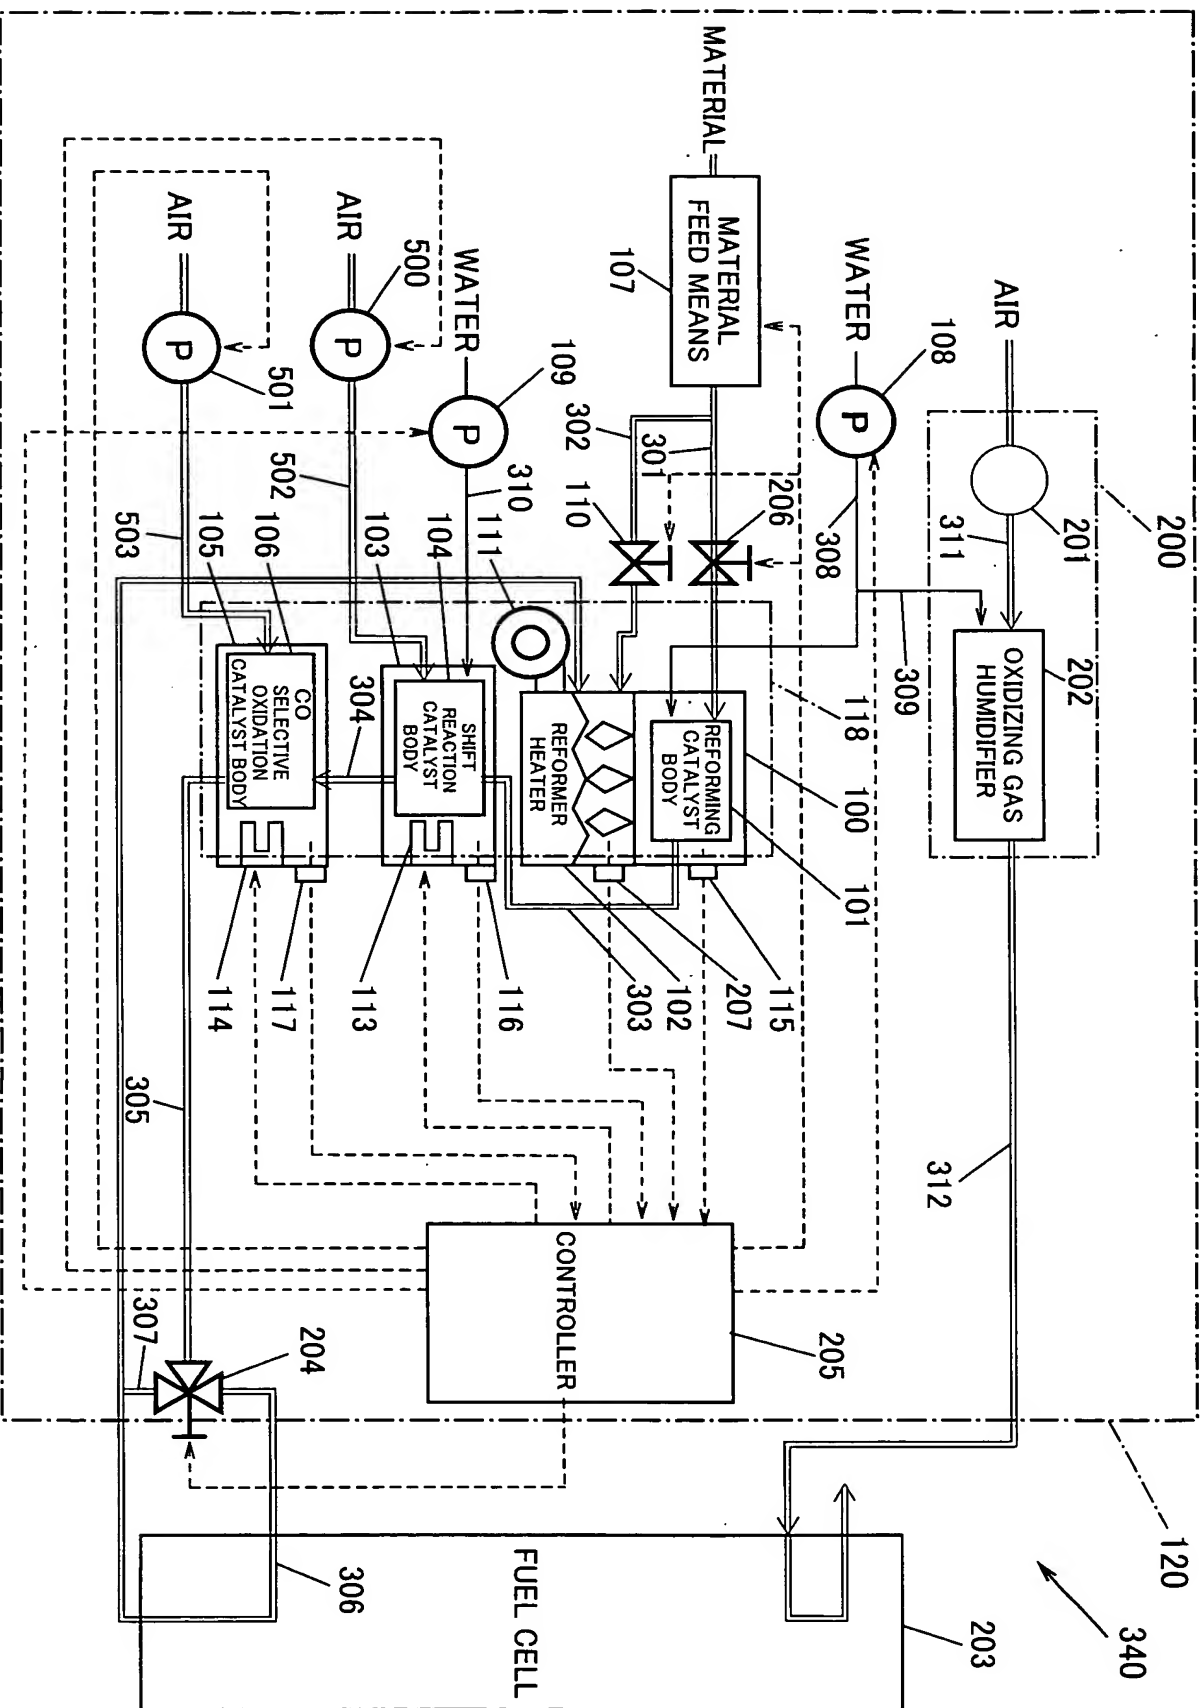 120
200
340
202
201
OXIDIZING GAS
HUMIDIFIER
203
AIR
311
312
108
309
WATER
P
118
100
101
308
205
206
115
MATERIAL
MATERIAL
FEED MEANS
REFORMING
CATALYST
BODY
207
102
301
303
107
302
110
REFORMER
HEATER
CONTROLLER
FUEL CELL
109
310
111
116
WATER
P
SHIFT
REACTION
CATALYST
BODY
104
500
103
113
AIR
P
304
306
204
502
CO
SELECTIVE
OXIDATION
CATALYST BODY
501
106
117
105
114
AIR
P
307
503
305